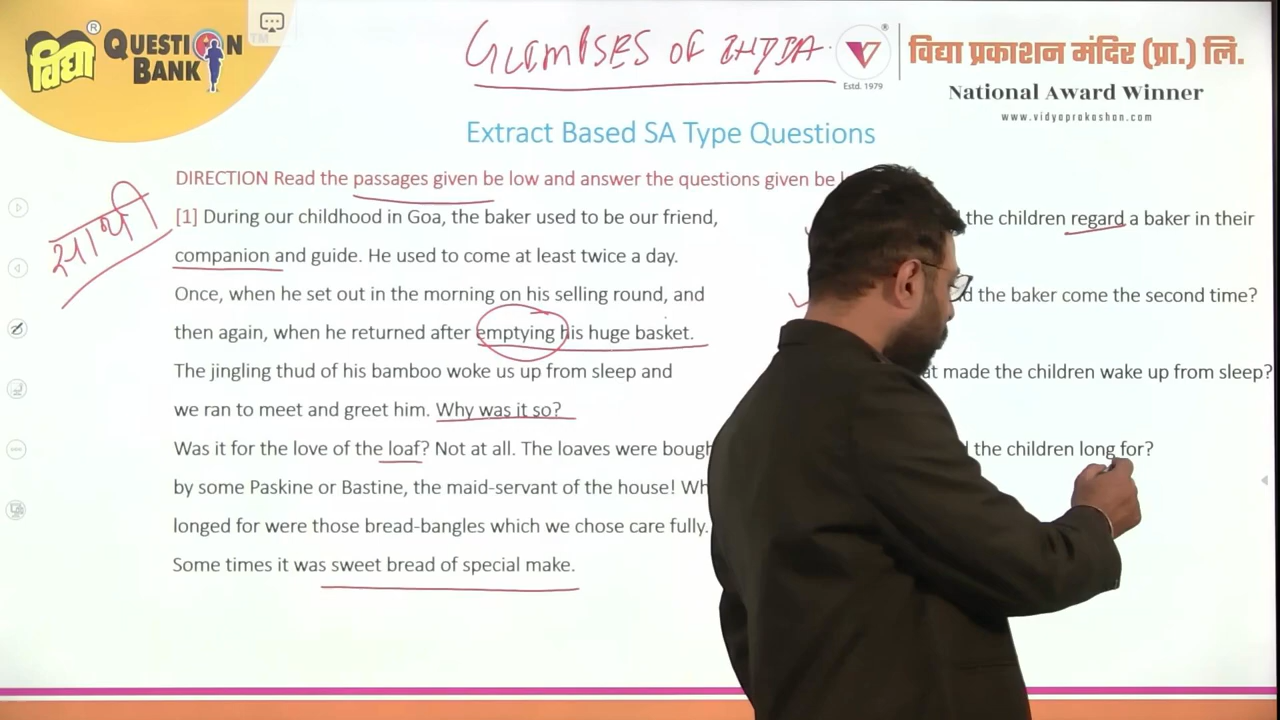 विद्या
®
QUESTION
BANK
TM
GLEMPSES OF
®
Estd. 1979
विद्या प्रकाशन मंदिर (प्रा.) लि.
National Award Winner
www.vidyaprakashan.com
Extract Based SA Type Questions
DIRECTION Read the passages given be low and answer the questions given be
साथी
[1] During our childhood in Goa, the baker used to be our friend,
companion and guide. He used to come at least twice a day.
Once, when he set out in the morning on his selling round, and
then again, when he returned after emptying his huge basket.
The jingling thud of his bamboo woke us up from sleep and
we ran to meet and greet him. Why was it so?
Was it for the love of the loaf? Not at all. The loaves were bough
by some Paskine or Bastine, the maid-servant of the house! Wh
longed for were those bread-bangles which we chose care fully.
Some times it was sweet bread of special make.
the children regard a baker in their
d the baker come the second time?
at made the children wake up from sleep?
the children long for?